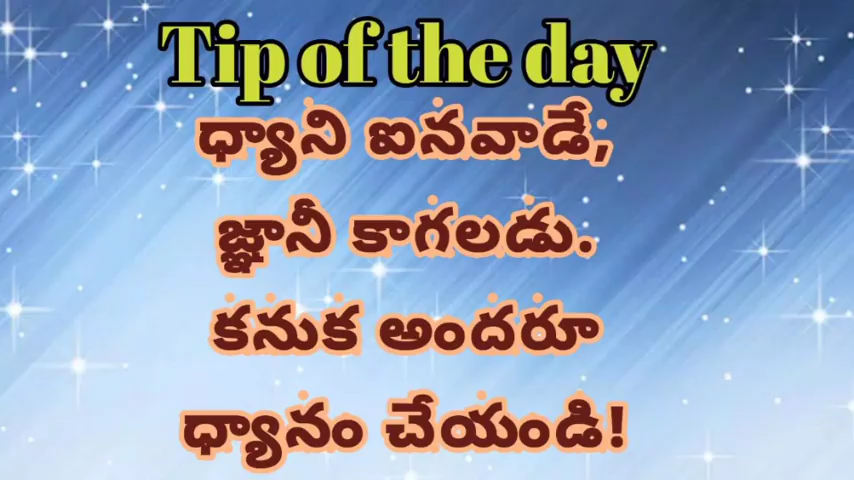 Tip of the day
ధ్యాని ఐనవాడే,
జ్ఞానీ కాగలడు.
కనుక అందరూ
ధ్యానం చేయండి!